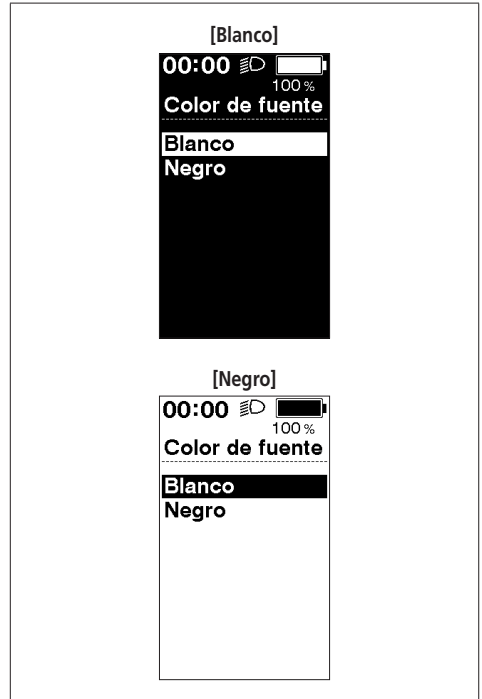 [Blanco]
00:00
100 %
Color de fuente
Blanco
Negro
[Negro]
00:00
100 %
Color de fuente
Blanco
Negro